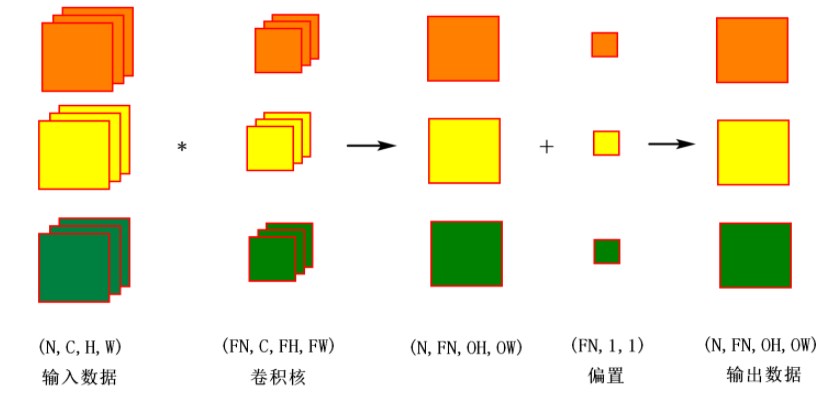 *
+
(N, C, H, W)
(FN, C, FH, FW)
(N, FN, OH, OW)
(FN, 1, 1)
(N, FN, OH, OW)
输入数据
卷积核
偏置
输出数据